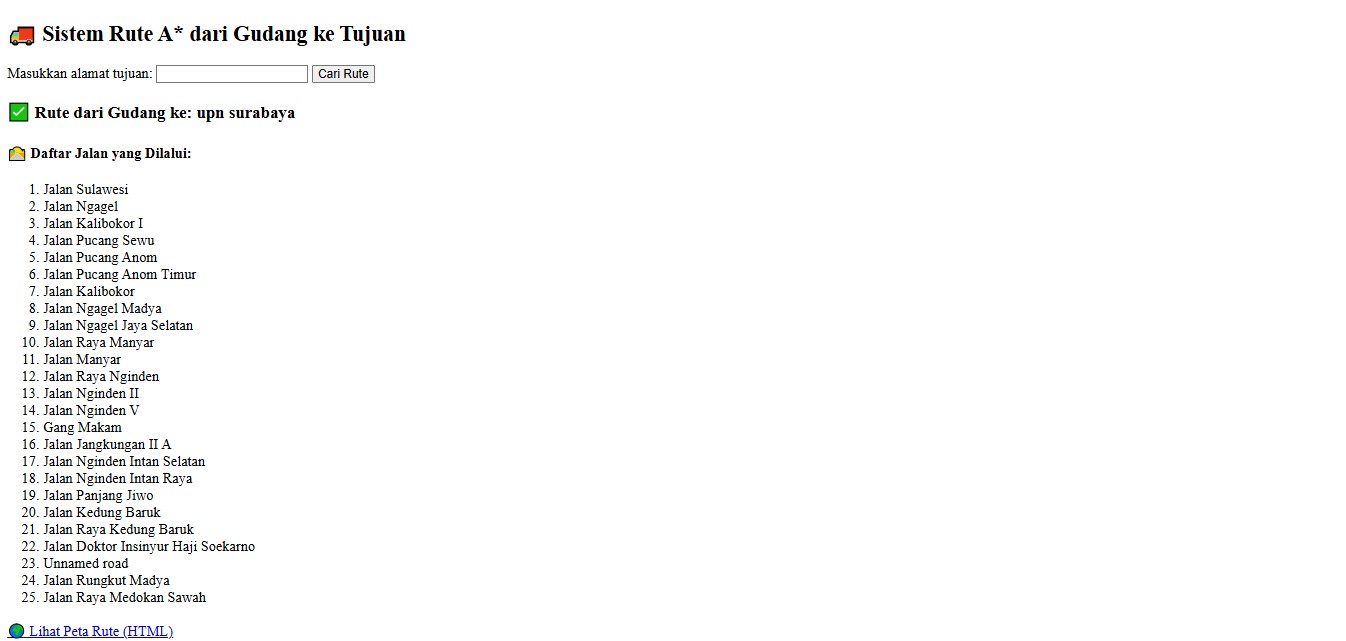 Sistem Rute A* dari Gudang ke Tujuan
Masukkan alamat tujuan: Cari Rute
Rute dari Gudang ke: upn surabaya
Daftar Jalan yang Dilalui:
1. Jalan Sulawesi
2. Jalan Ngagel
3. Jalan Kalibokor I
4. Jalan Pucang Sewu
5. Jalan Pucang Anom
6. Jalan Pucang Anom Timur
7. Jalan Kalibokor
8. Jalan Ngagel Madya
9. Jalan Ngagel Jaya Selatan
10. Jalan Raya Manyar
11. Jalan Manyar
12. Jalan Raya Nginden
13. Jalan Nginden II
14. Jalan Nginden V
15. Gang Makam
16. Jalan Jangkungan II A
17. Jalan Nginden Intan Selatan
18. Jalan Nginden Intan Raya
19. Jalan Panjang Jiwo
20. Jalan Kedung Baruk
21. Jalan Raya Kedung Baruk
22. Jalan Doktor Insinyur Haji Soekarno
23. Unnamed road
24. Jalan Rungkut Madya
25. Jalan Raya Medokan Sawah
Lihat Peta Rute (HTML)